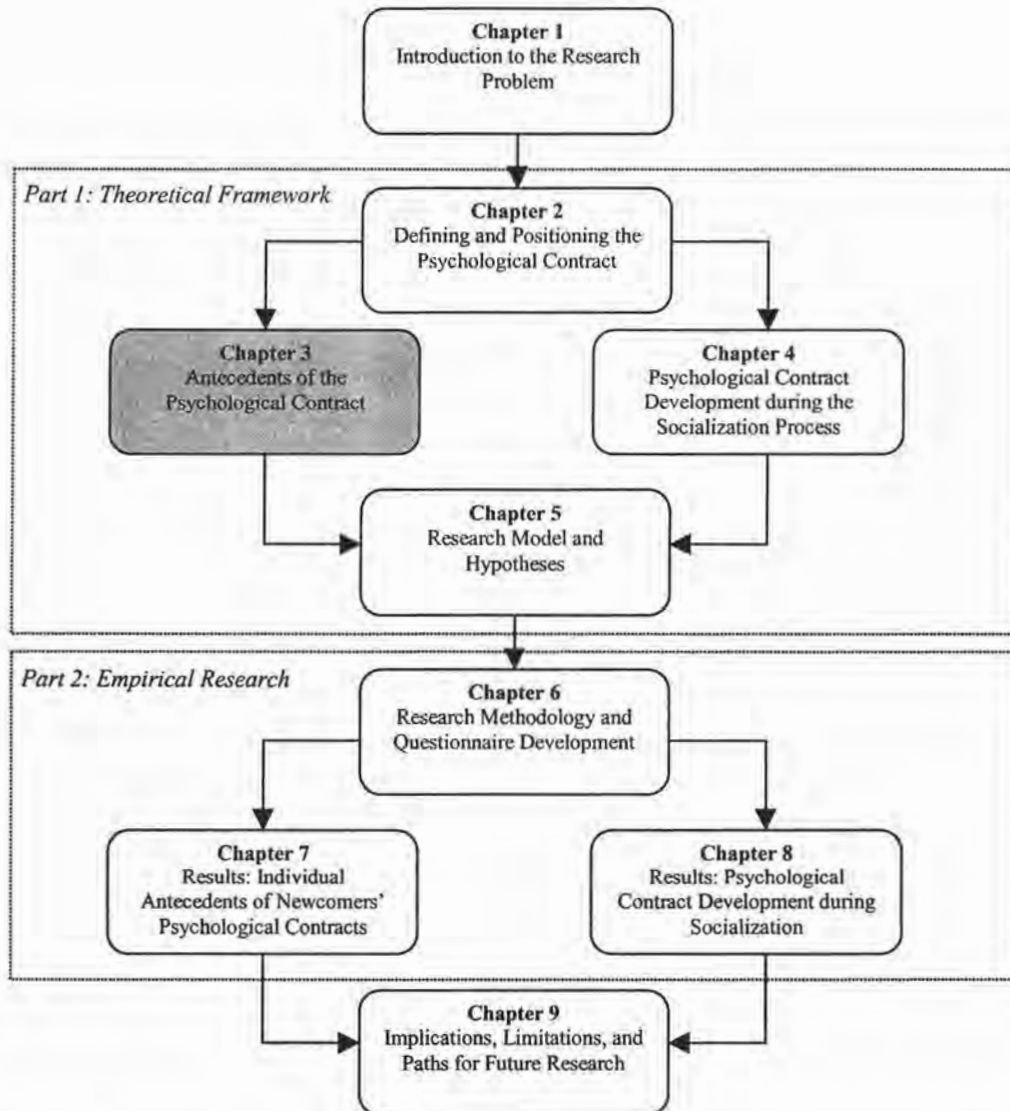 Chapter 1
Introduction to the Research
Problem
Part 1: Theoretical Framework
Chapter 2
Defining and Positioning the
Psychological Contract
Chapter 3
Antecedents of the
Psychological Contract
Chapter 4
Psychological Contract
Development during the
Socialization Process
Chapter 5
Research Model and
Hypotheses
Part 2: Empirical Research
Chapter 6
Research Methodology and
Questionnaire Development
Chapter 7
Results: Individual
Antecedents of Newcomers'
Psychological Contracts
Chapter 8
Results: Psychological
Contract Development during
Socialization
Chapter 9
Implications, Limitations, and
Paths for Future Research